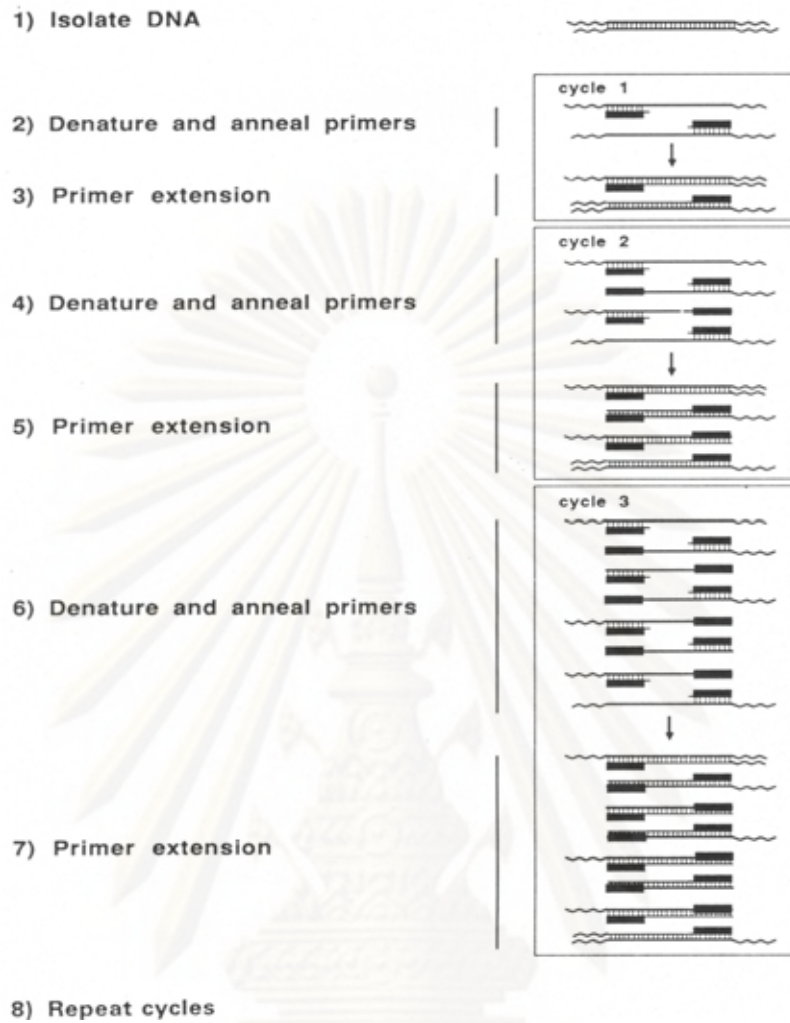 1) Isolate DNA
cycle 1
2) Denature and anneal primers
3) Primer extension
cycle 2
4) Denature and anneal primers
5) Primer extension
cycle 3
6) Denature and anneal primers
7) Primer extension
8) Repeat cycles